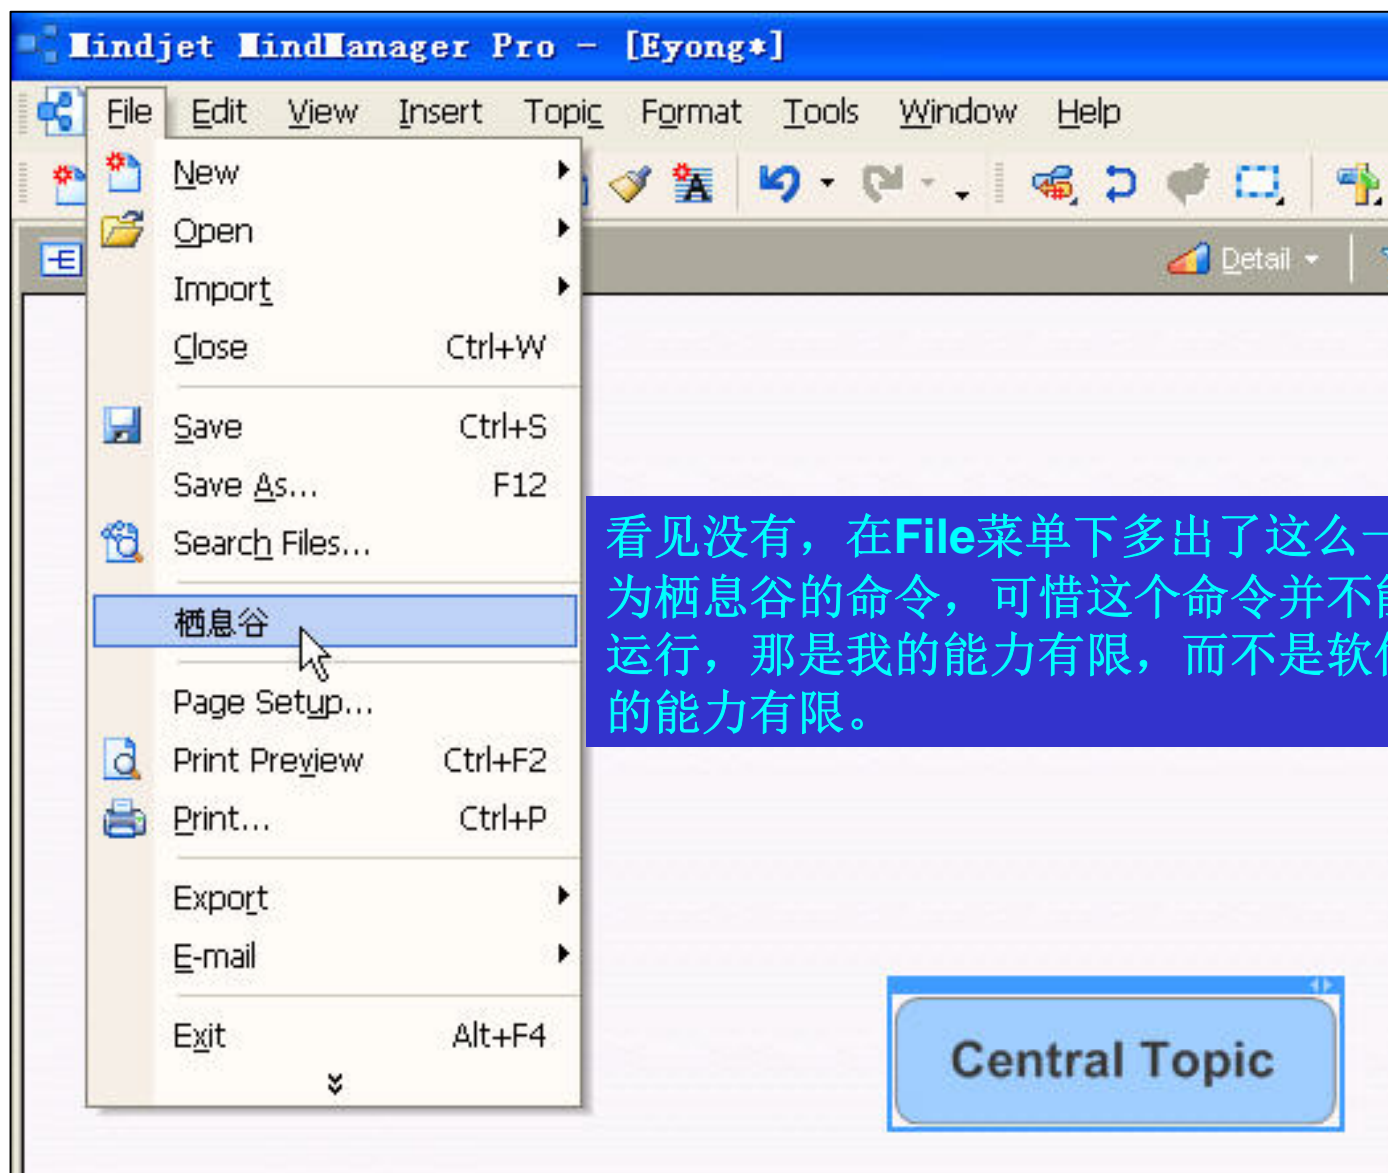 Mindjet MindManager Pro - [Eyong*]
File Edit View Insert Topic Format Tools Window Help
New
Open
Detail
Import
Close Ctrl+W
Save Ctrl+S
Save As... F12
Search Files...
看见没有，在File菜单下多出了这么一
为栖息谷的命令，可惜这个命令并不能
栖息谷
运行，那是我的能力有限，而不是软件
Page Setup...
的能力有限。
Print Preview Ctrl+F2
Print... Ctrl+P
Export
E-mail
Exit Alt+F4
Central Topic